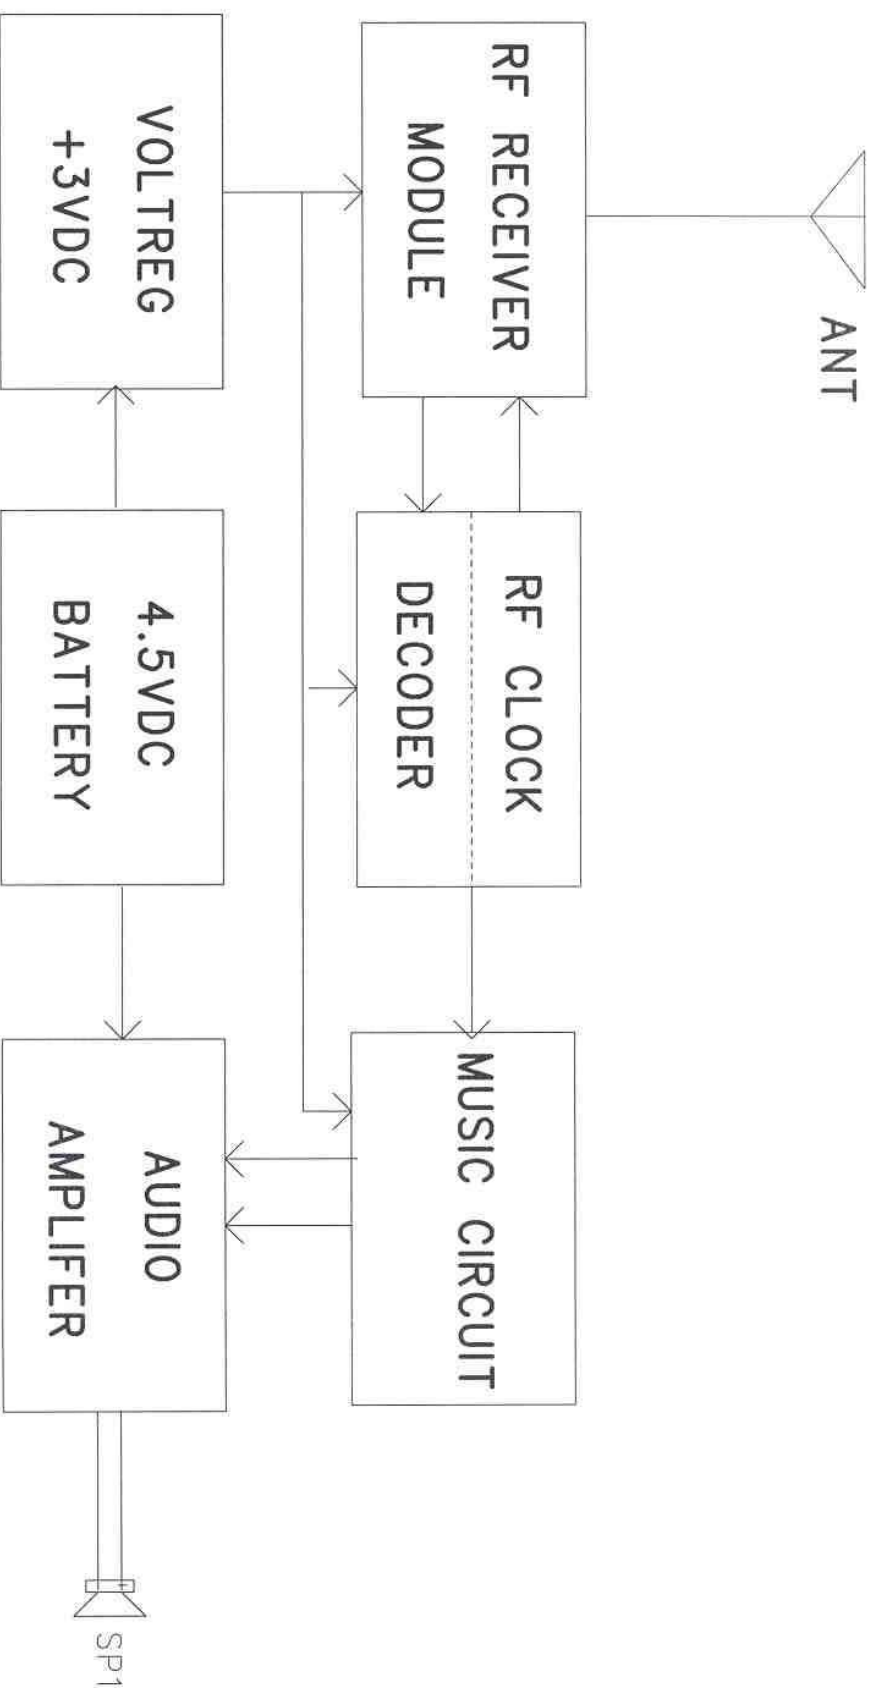 ANT
RF RECEIVER
MODULE
RF CLOCK
DECODER
MUSIC CIRCUIT
VOLTREG
+3VDC
4.5VDC
BATTERY
AUDIO
AMPLIFER
SP1